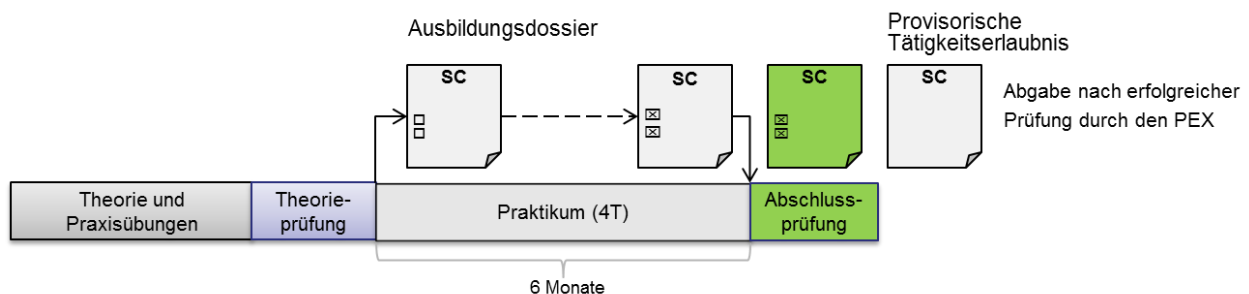 Ausbildungsdossier
Provisorische
Tätigkeitserlaubnis
SC
SC
SC
SC
Abgabe nach erfolgreicher
Prüfung durch den PEX
Theorie und
Praxisübungen
Theorie-
prüfung
Praktikum (4T)
Abschluss-
prüfung
6 Monate